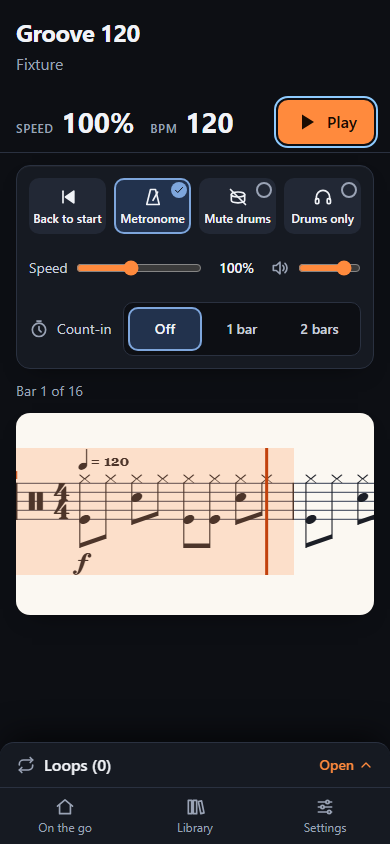 Groove 120
Fixture
SPEED 100% BPM 120 Play
Back to start Metronome Mute drums Drums only
Speed 100%
Count-in Off 1 bar 2 bars
Bar 1 of 16
= 120
4
4
f
Loops (0) Open
On the go Library Settings